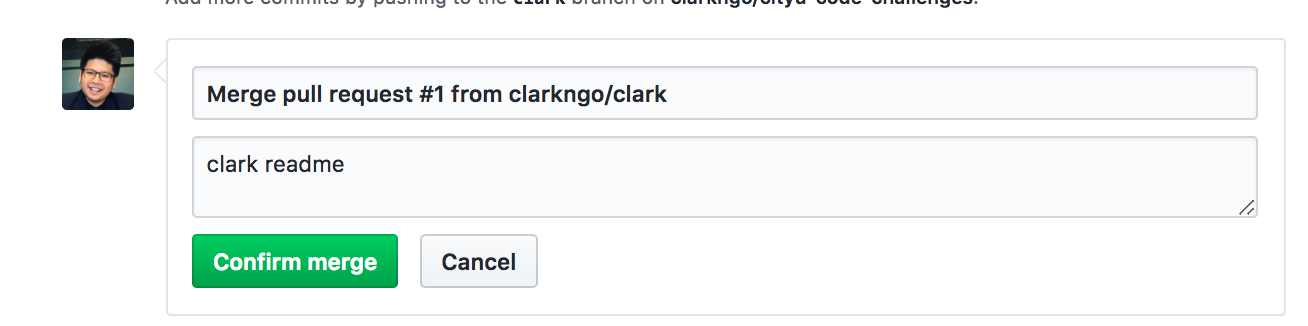 Add more commits by pushing to the clark branch on clarkngo/cityu-code-challenges.
Merge pull request #1 from clarkngo/clark
clark readme
Confirm merge
Cancel